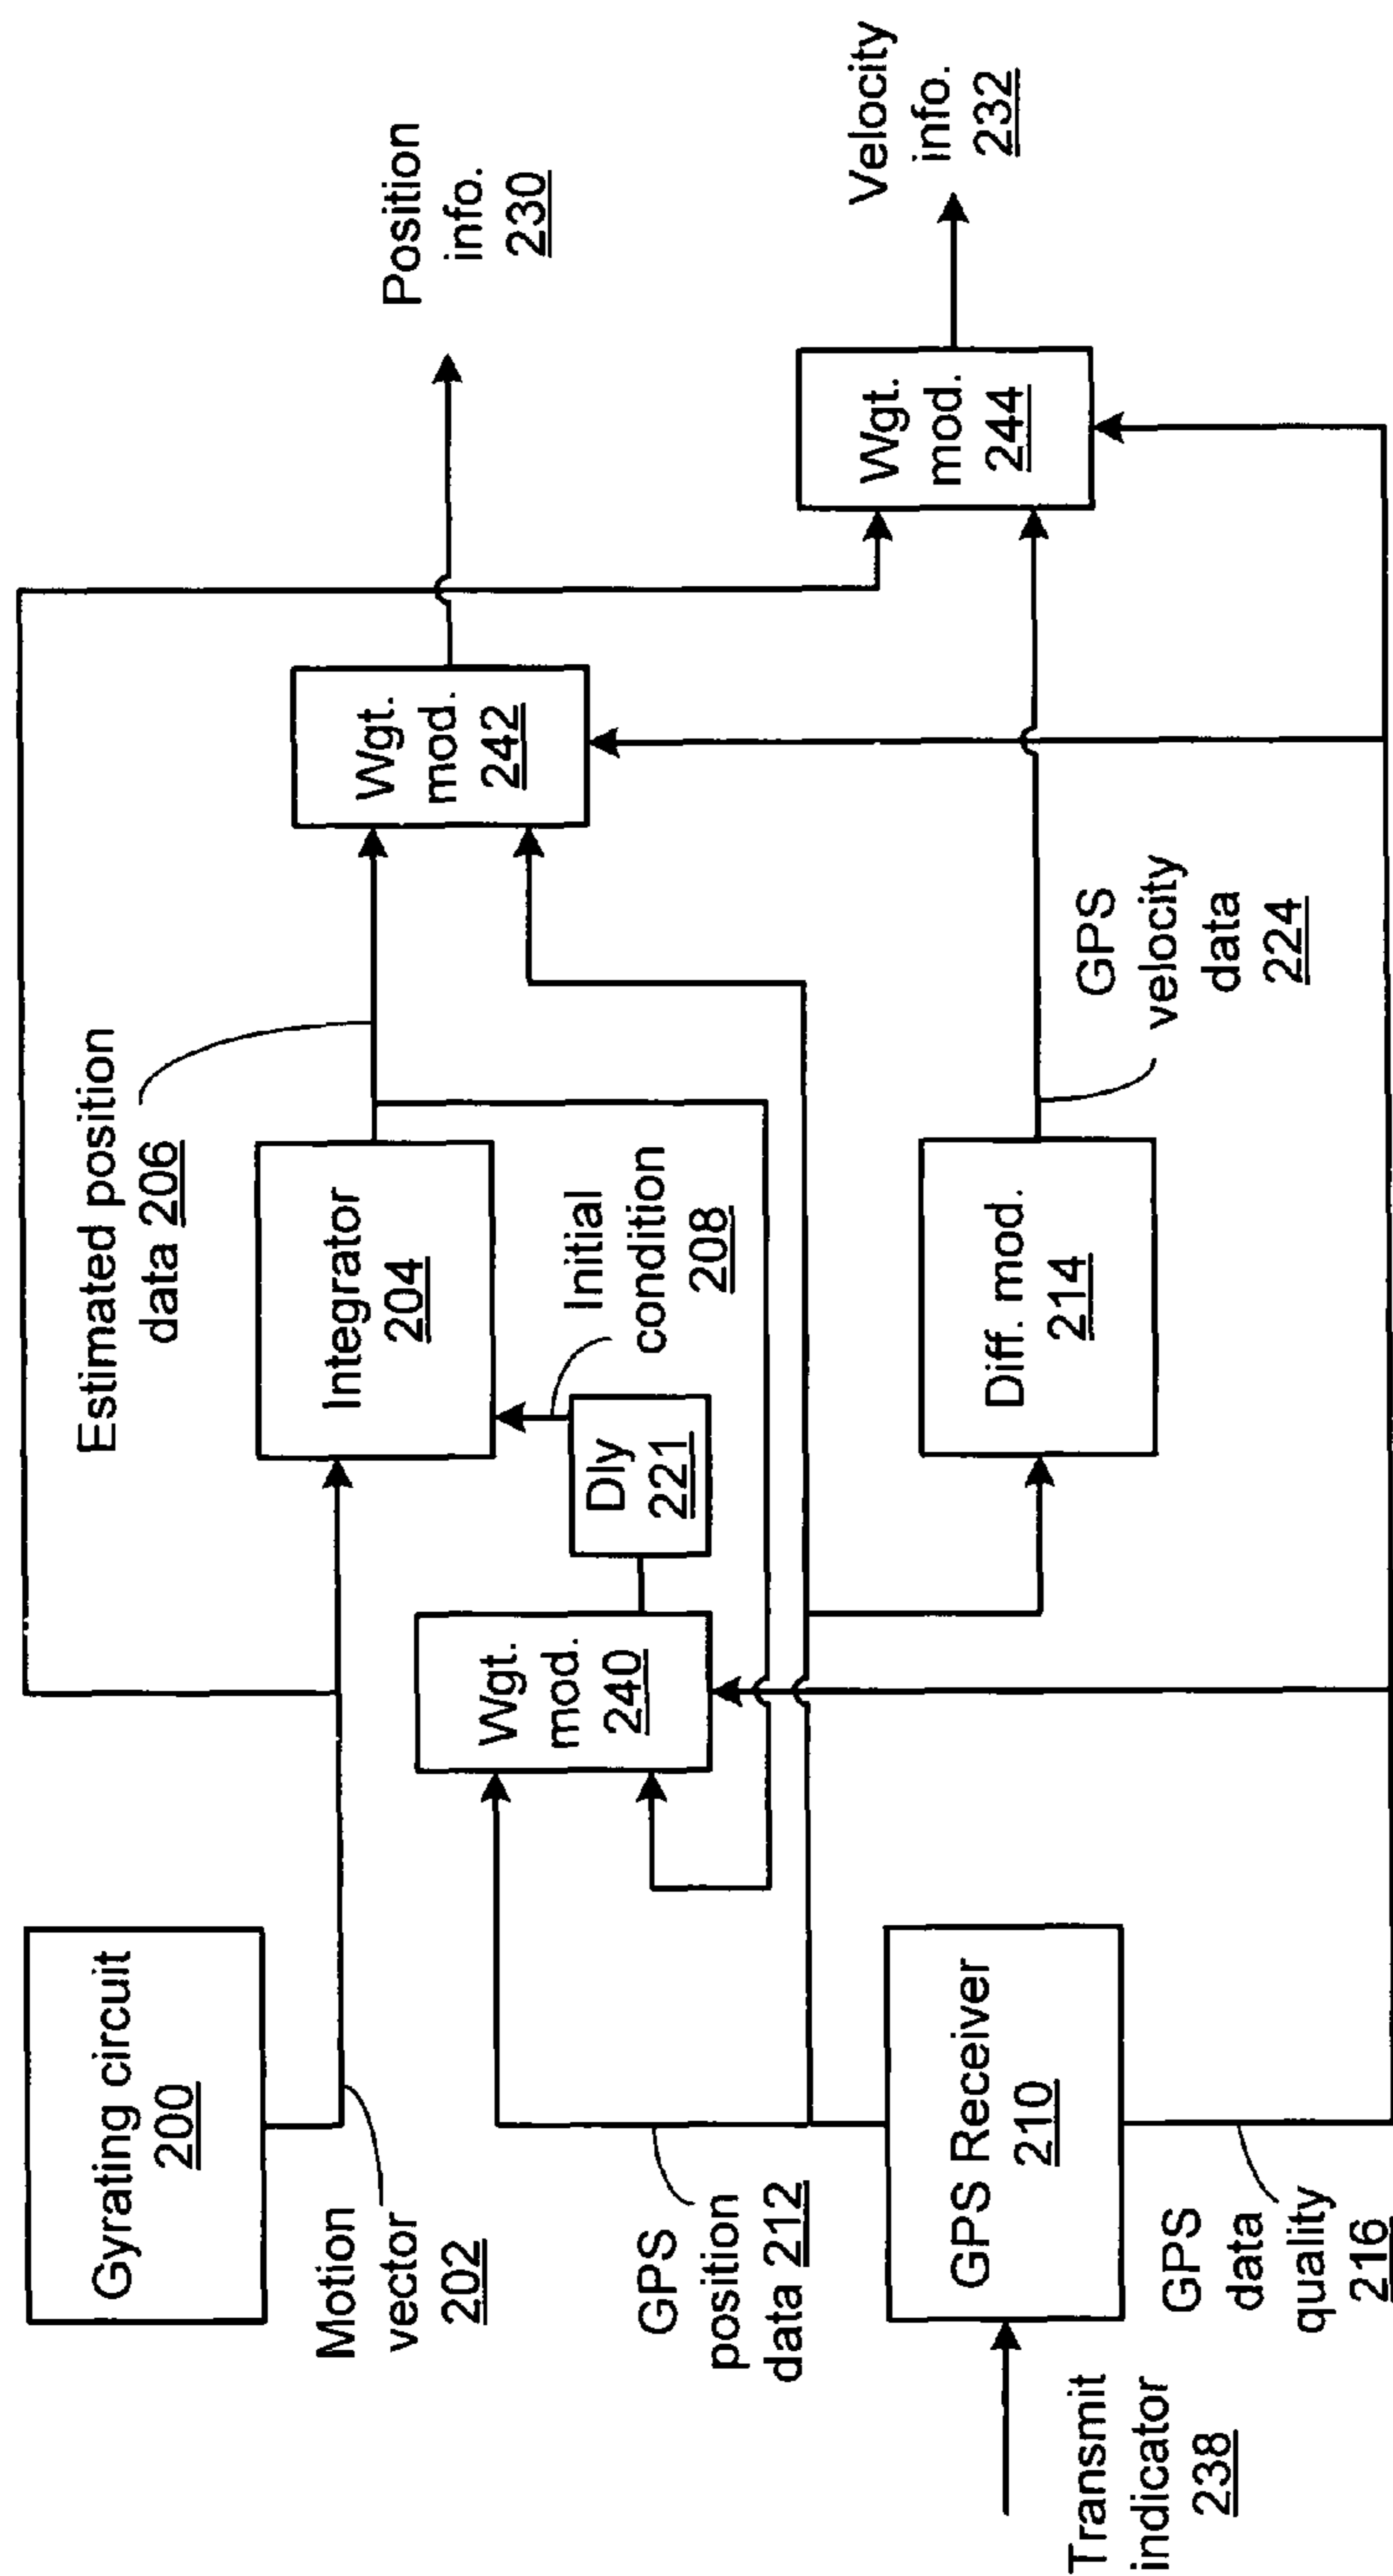 Gyrating circuit
200
Motion
vector
202
Estimated position
data 206
Integrator
204
Initial
condition
208
Dly
221
Wgt.
mod.
240
Wgt.
mod.
242
Position
info.
230
GPS
position
data 212
GPS Receiver
210
Transmit
indicator
238
GPS
data
quality
216
Diff. mod.
214
GPS
velocity
data
224
Wgt.
mod.
244
Velocity
info.
232